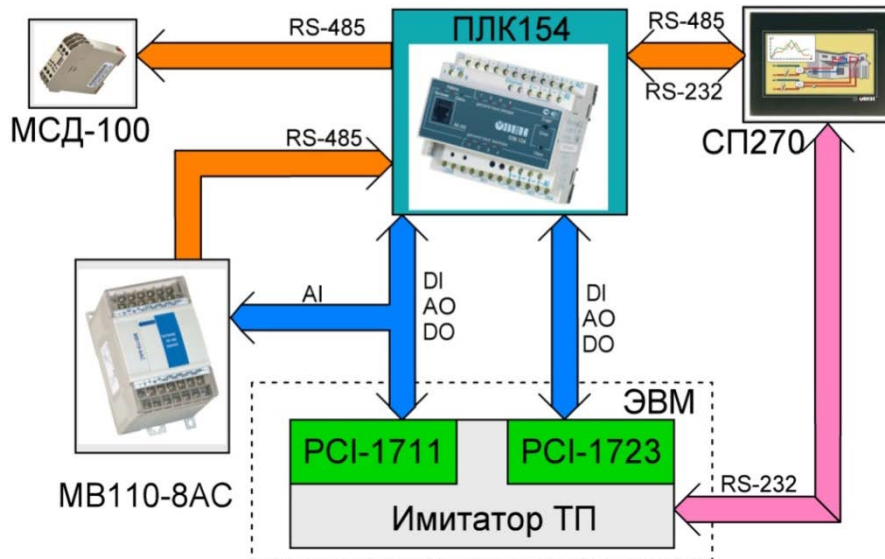 RS-485
ПЛК154
RS-485
RS-232
МСД-100
СП270
RS-485
ОВЕН
AI
DI
AO
DO
DI
AO
DO
ЭВМ
PCI-1711
PCI-1723
МВ110-8АС
RS-232
Имитатор ТП